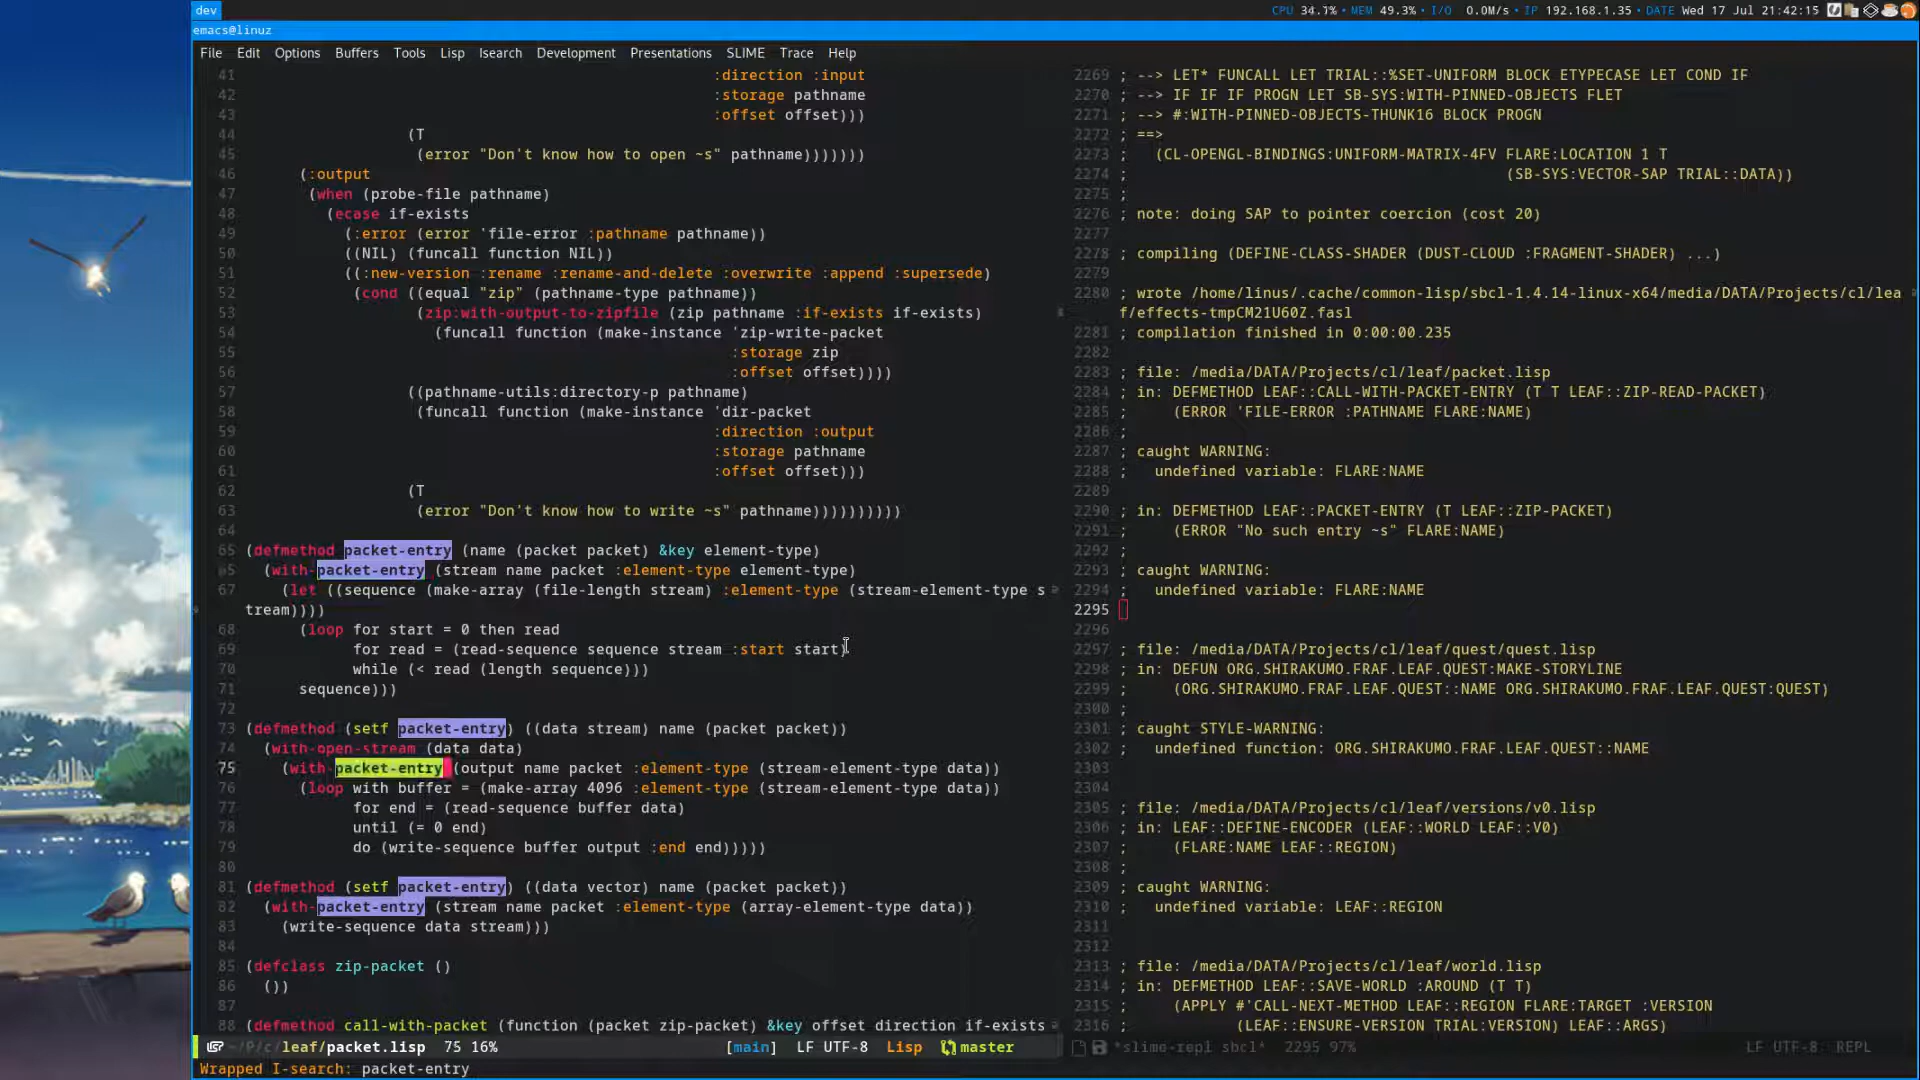 dev
CPU 34.7% • MEM 49.3% • I/O 0.0M/s • IP 192.168.1.35 • DATE Wed 17 Jul 21:42:15
emacs@linuz
File Edit Options Buffers Tools Lisp Isearch Development Presentations SLIME Trace Help
41 :direction :input
42 :storage pathname
43 :offset offset)))
44 (T
45 (error "Don't know how to open ~s" pathname)))))))
46 (:output
47 (when (probe-file pathname)
48 (ecase if-exists
49 (:error (error 'file-error :pathname pathname))
50 ((NIL) (funcall function NIL))
51 ((:new-version :rename :rename-and-delete :overwrite :append :supersede)
52 (cond ((equal "zip" (pathname-type pathname))
53 (zip:with-output-to-zipfile (zip pathname :if-exists if-exists)
54 (funcall function (make-instance 'zip-write-packet
55 :storage zip
56 :offset offset))))
57 ((pathname-utils:directory-p pathname)
58 (funcall function (make-instance 'dir-packet
59 :direction :output
60 :storage pathname
61 :offset offset)))
62 (T
63 (error "Don't know how to write ~s" pathname))))))))))
64
65 (defmethod packet-entry (name (packet packet) &key element-type)
66 (with-packet-entry (stream name packet :element-type element-type)
67 (let ((sequence (make-array (file-length stream) :element-type (stream-element-type s
tream))))
68 (loop for start = 0 then read
69 for read = (read-sequence sequence stream :start start)
70 while (< read (length sequence)))
71 sequence)))
72
73 (defmethod (setf packet-entry) ((data stream) name (packet packet))
74 (with-open-stream (data data)
75 (with-packet-entry (output name packet :element-type (stream-element-type data))
76 (loop with buffer = (make-array 4096 :element-type (stream-element-type data))
77 for end = (read-sequence buffer data)
78 until (= 0 end)
79 do (write-sequence buffer output :end end)))))
80
81 (defmethod (setf packet-entry) ((data vector) name (packet packet))
82 (with-packet-entry (stream name packet :element-type (array-element-type data))
83 (write-sequence data stream)))
84
85 (defclass zip-packet ()
86 ())
87
88 (defmethod call-with-packet (function (packet zip-packet) &key offset direction if-exists
~/P/c/leaf/packet.lisp 75 16% [main] LF UTF-8 Lisp master
Wrapped I-search: packet-entry
2269 ; --> LET* FUNCALL LET TRIAL::%SET-UNIFORM BLOCK ETYPECASE LET COND IF
2270 ; --> IF IF IF PROGN LET SB-SYS:WITH-PINNED-OBJECTS FLET
2271 ; --> #:WITH-PINNED-OBJECTS-THUNK16 BLOCK PROGN
2272 ; ==>
2273 ; (CL-OPENGL-BINDINGS:UNIFORM-MATRIX-4FV FLARE:LOCATION 1 T
2274 ; (SB-SYS:VECTOR-SAP TRIAL::DATA))
2275 ;
2276 ; note: doing SAP to pointer coercion (cost 20)
2277
2278 ; compiling (DEFINE-CLASS-SHADER (DUST-CLOUD :FRAGMENT-SHADER) ...)
2279
2280 ; wrote /home/linus/.cache/common-lisp/sbcl-1.4.14-linux-x64/media/DATA/Projects/cl/lea
f/effects-tmpCM21U60Z.fasl
2281 ; compilation finished in 0:00:00.235
2282
2283 ; file: /media/DATA/Projects/cl/leaf/packet.lisp
2284 ; in: DEFMETHOD LEAF::CALL-WITH-PACKET-ENTRY (T T LEAF::ZIP-READ-PACKET)
2285 ; (ERROR 'FILE-ERROR :PATHNAME FLARE:NAME)
2286 ;
2287 ; caught WARNING:
2288 ; undefined variable: FLARE:NAME
2289
2290 ; in: DEFMETHOD LEAF::PACKET-ENTRY (T LEAF::ZIP-PACKET)
2291 ; (ERROR "No such entry ~s" FLARE:NAME)
2292 ;
2293 ; caught WARNING:
2294 ; undefined variable: FLARE:NAME
2295
2296
2297 ; file: /media/DATA/Projects/cl/leaf/quest/quest.lisp
2298 ; in: DEFUN ORG.SHIRAKUMO.FRAF.LEAF.QUEST:MAKE-STORYLINE
2299 ; (ORG.SHIRAKUMO.FRAF.LEAF.QUEST::NAME ORG.SHIRAKUMO.FRAF.LEAF.QUEST:QUEST)
2300 ;
2301 ; caught STYLE-WARNING:
2302 ; undefined function: ORG.SHIRAKUMO.FRAF.LEAF.QUEST::NAME
2303
2304
2305 ; file: /media/DATA/Projects/cl/leaf/versions/v0.lisp
2306 ; in: LEAF::DEFINE-ENCODER (LEAF::WORLD LEAF::V0)
2307 ; (FLARE:NAME LEAF::REGION)
2308 ;
2309 ; caught WARNING:
2310 ; undefined variable: LEAF::REGION
2311
2312
2313 ; file: /media/DATA/Projects/cl/leaf/world.lisp
2314 ; in: DEFMETHOD LEAF::SAVE-WORLD :AROUND (T T)
2315 ; (APPLY #'CALL-NEXT-METHOD LEAF::REGION FLARE:TARGET :VERSION
2316 ; (LEAF::ENSURE-VERSION TRIAL:VERSION) LEAF::ARGS)
*slime-repl sbcl* 2295 97% LF UTF-8 REPL